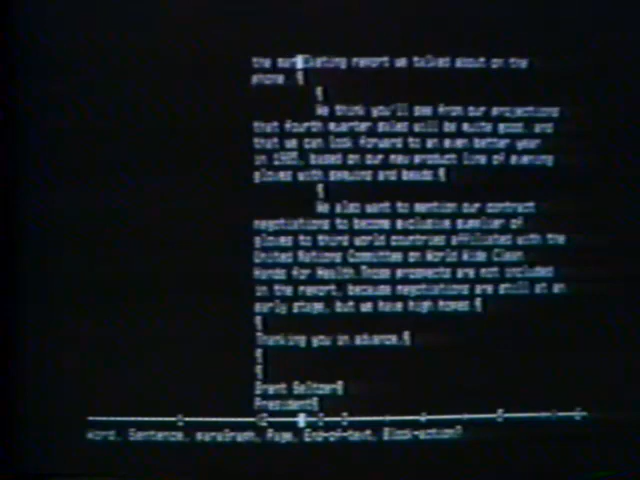 the marketing report we talked about on the
phone. ¶
¶
We think you'll see from our projections
that fourth quarter sales will be quite good, and
that we can look forward to an even better year
in 1985, based on our new product line of evening
gloves with sequins and beads.¶
¶
We also want to mention our contract
negotiations to become exclusive supplier of
gloves to third world countries affiliated with the
United Nations Committee on World Wide Clean
Hands for Health.Those prospects are not included
in the report, because negotiations are still at an
early stage, but we have high hopes.¶
¶
Thanking you in advance,¶
¶
¶
Brant Seltzer¶
President¶
Word, Sentence, paraGraph, Page, End-of-text, Block-action?